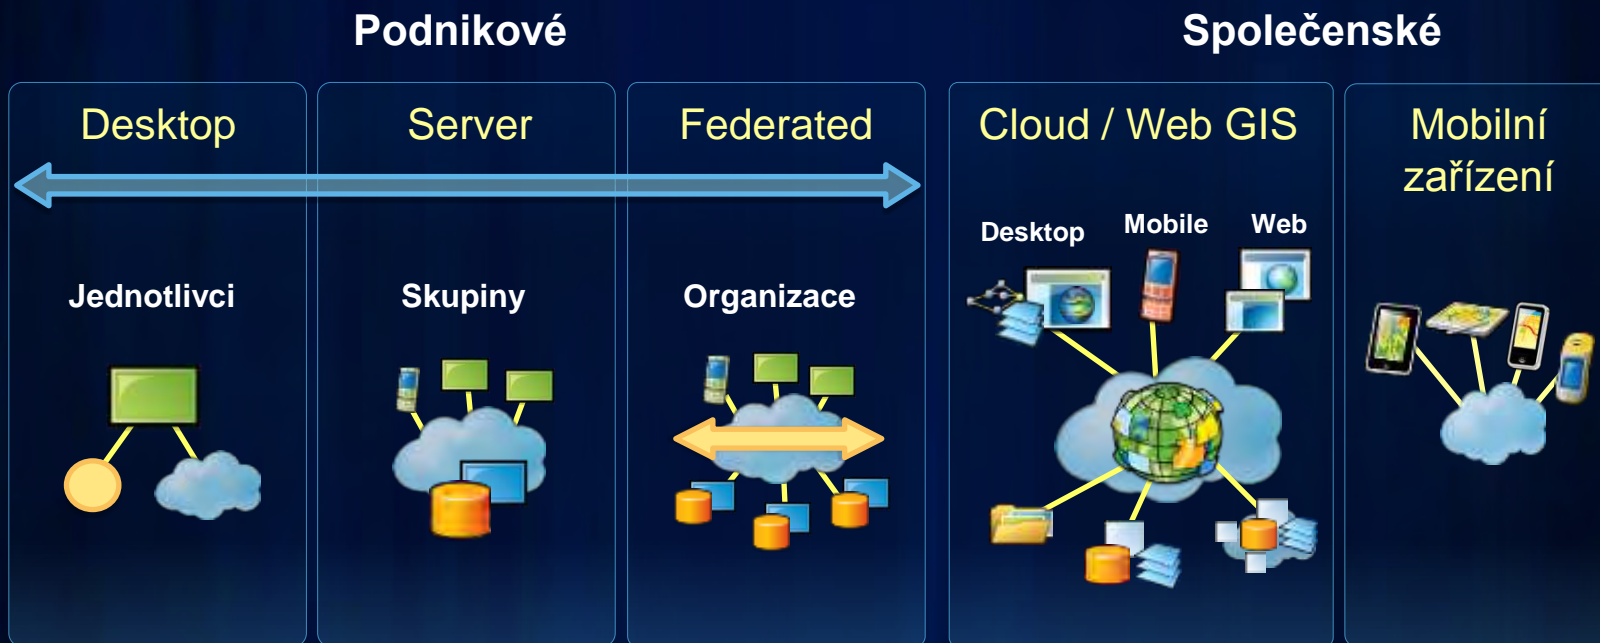 Podnikové
Společenské
Desktop
Server
Federated
Cloud / Web GIS
Mobilní
zařízení
Jednotlivci
Skupiny
Organizace
Desktop
Mobile
Web